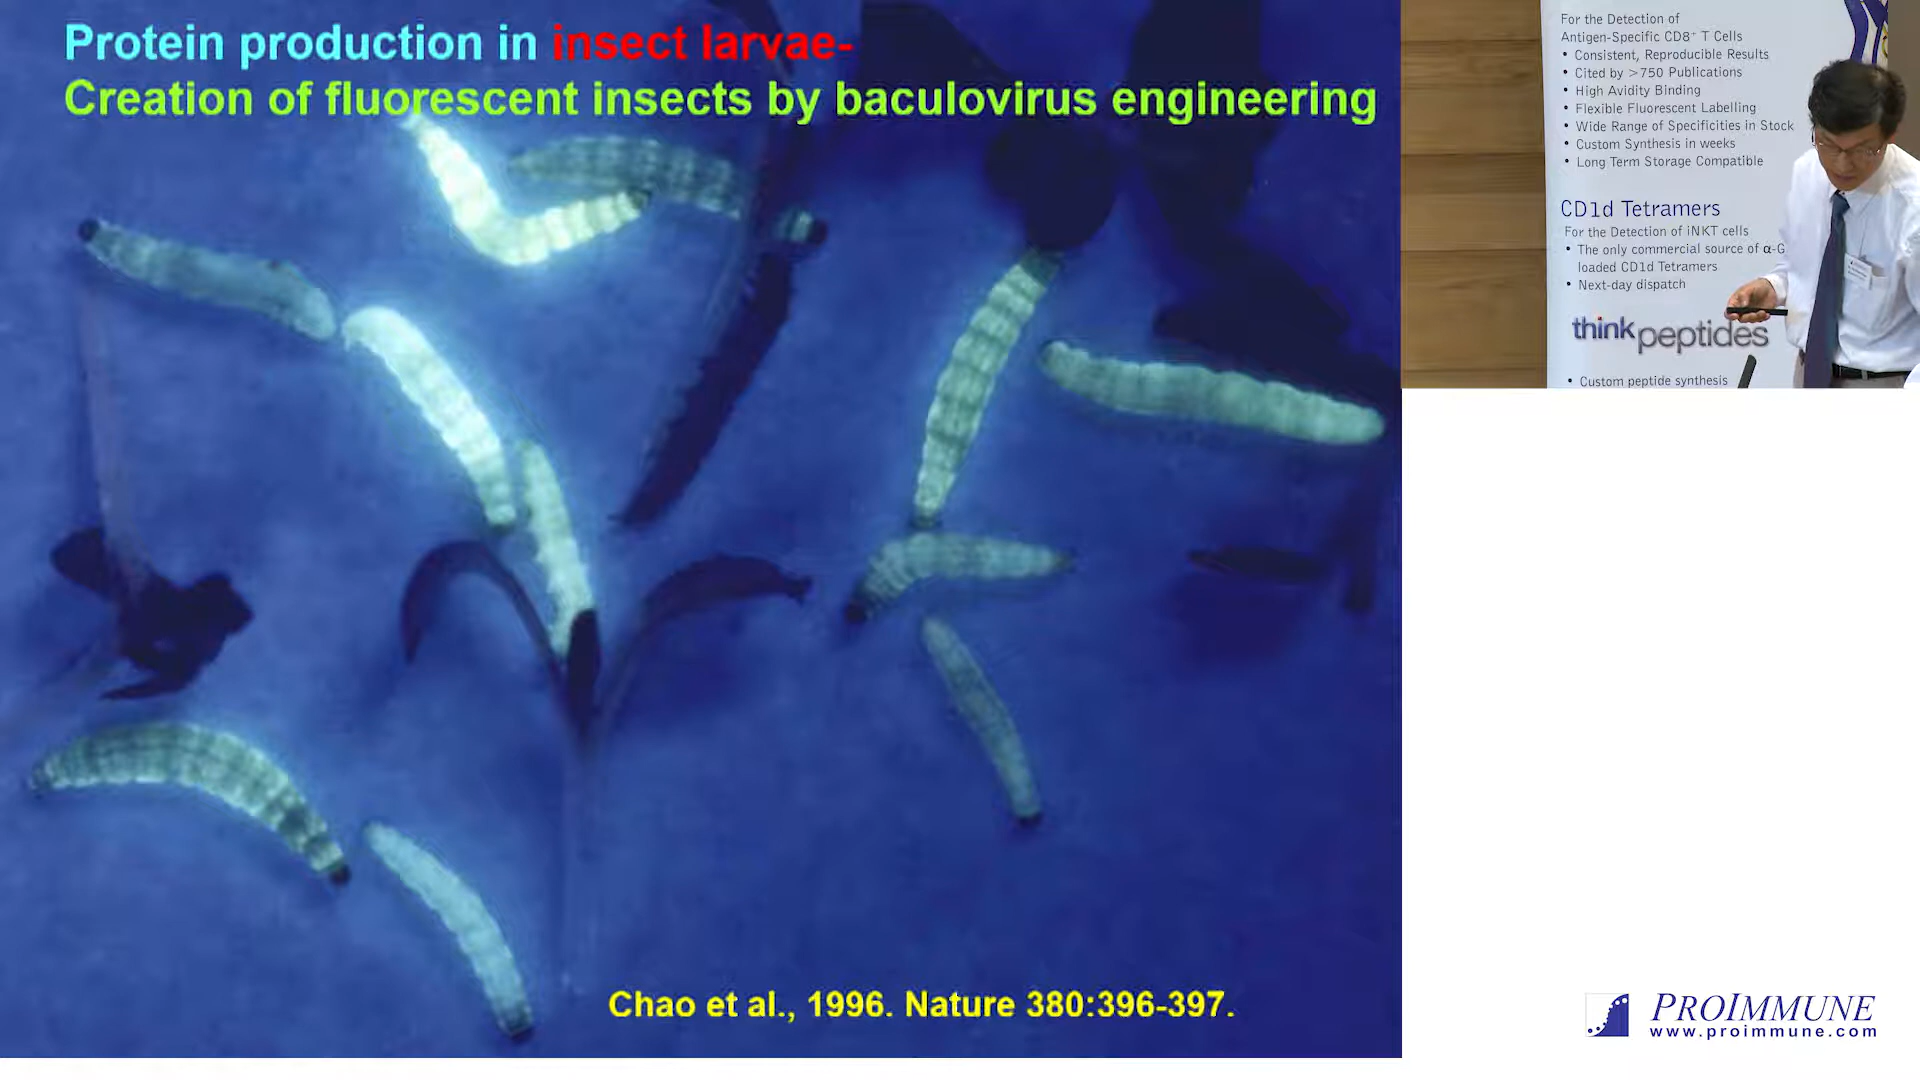 Protein production in insect larvae-
Creation of fluorescent insects by baculovirus engineering
Chao et al., 1996. Nature 380:396-397.
For the Detection of
Antigen-Specific CD8⁺ T Cells
• Consistent, Reproducible Results
• Cited by >750 Publications
• High Avidity Binding
• Flexible Fluorescent Labelling
• Wide Range of Specificities in Stock
• Custom Synthesis in weeks
• Long Term Storage Compatible
CD1d Tetramers
For the Detection of iNKT cells
• The only commercial source of α-G
loaded CD1d Tetramers
• Next-day dispatch
think peptides
• Custom peptide synthesis
PROIMMUNE
www.proimmune.com